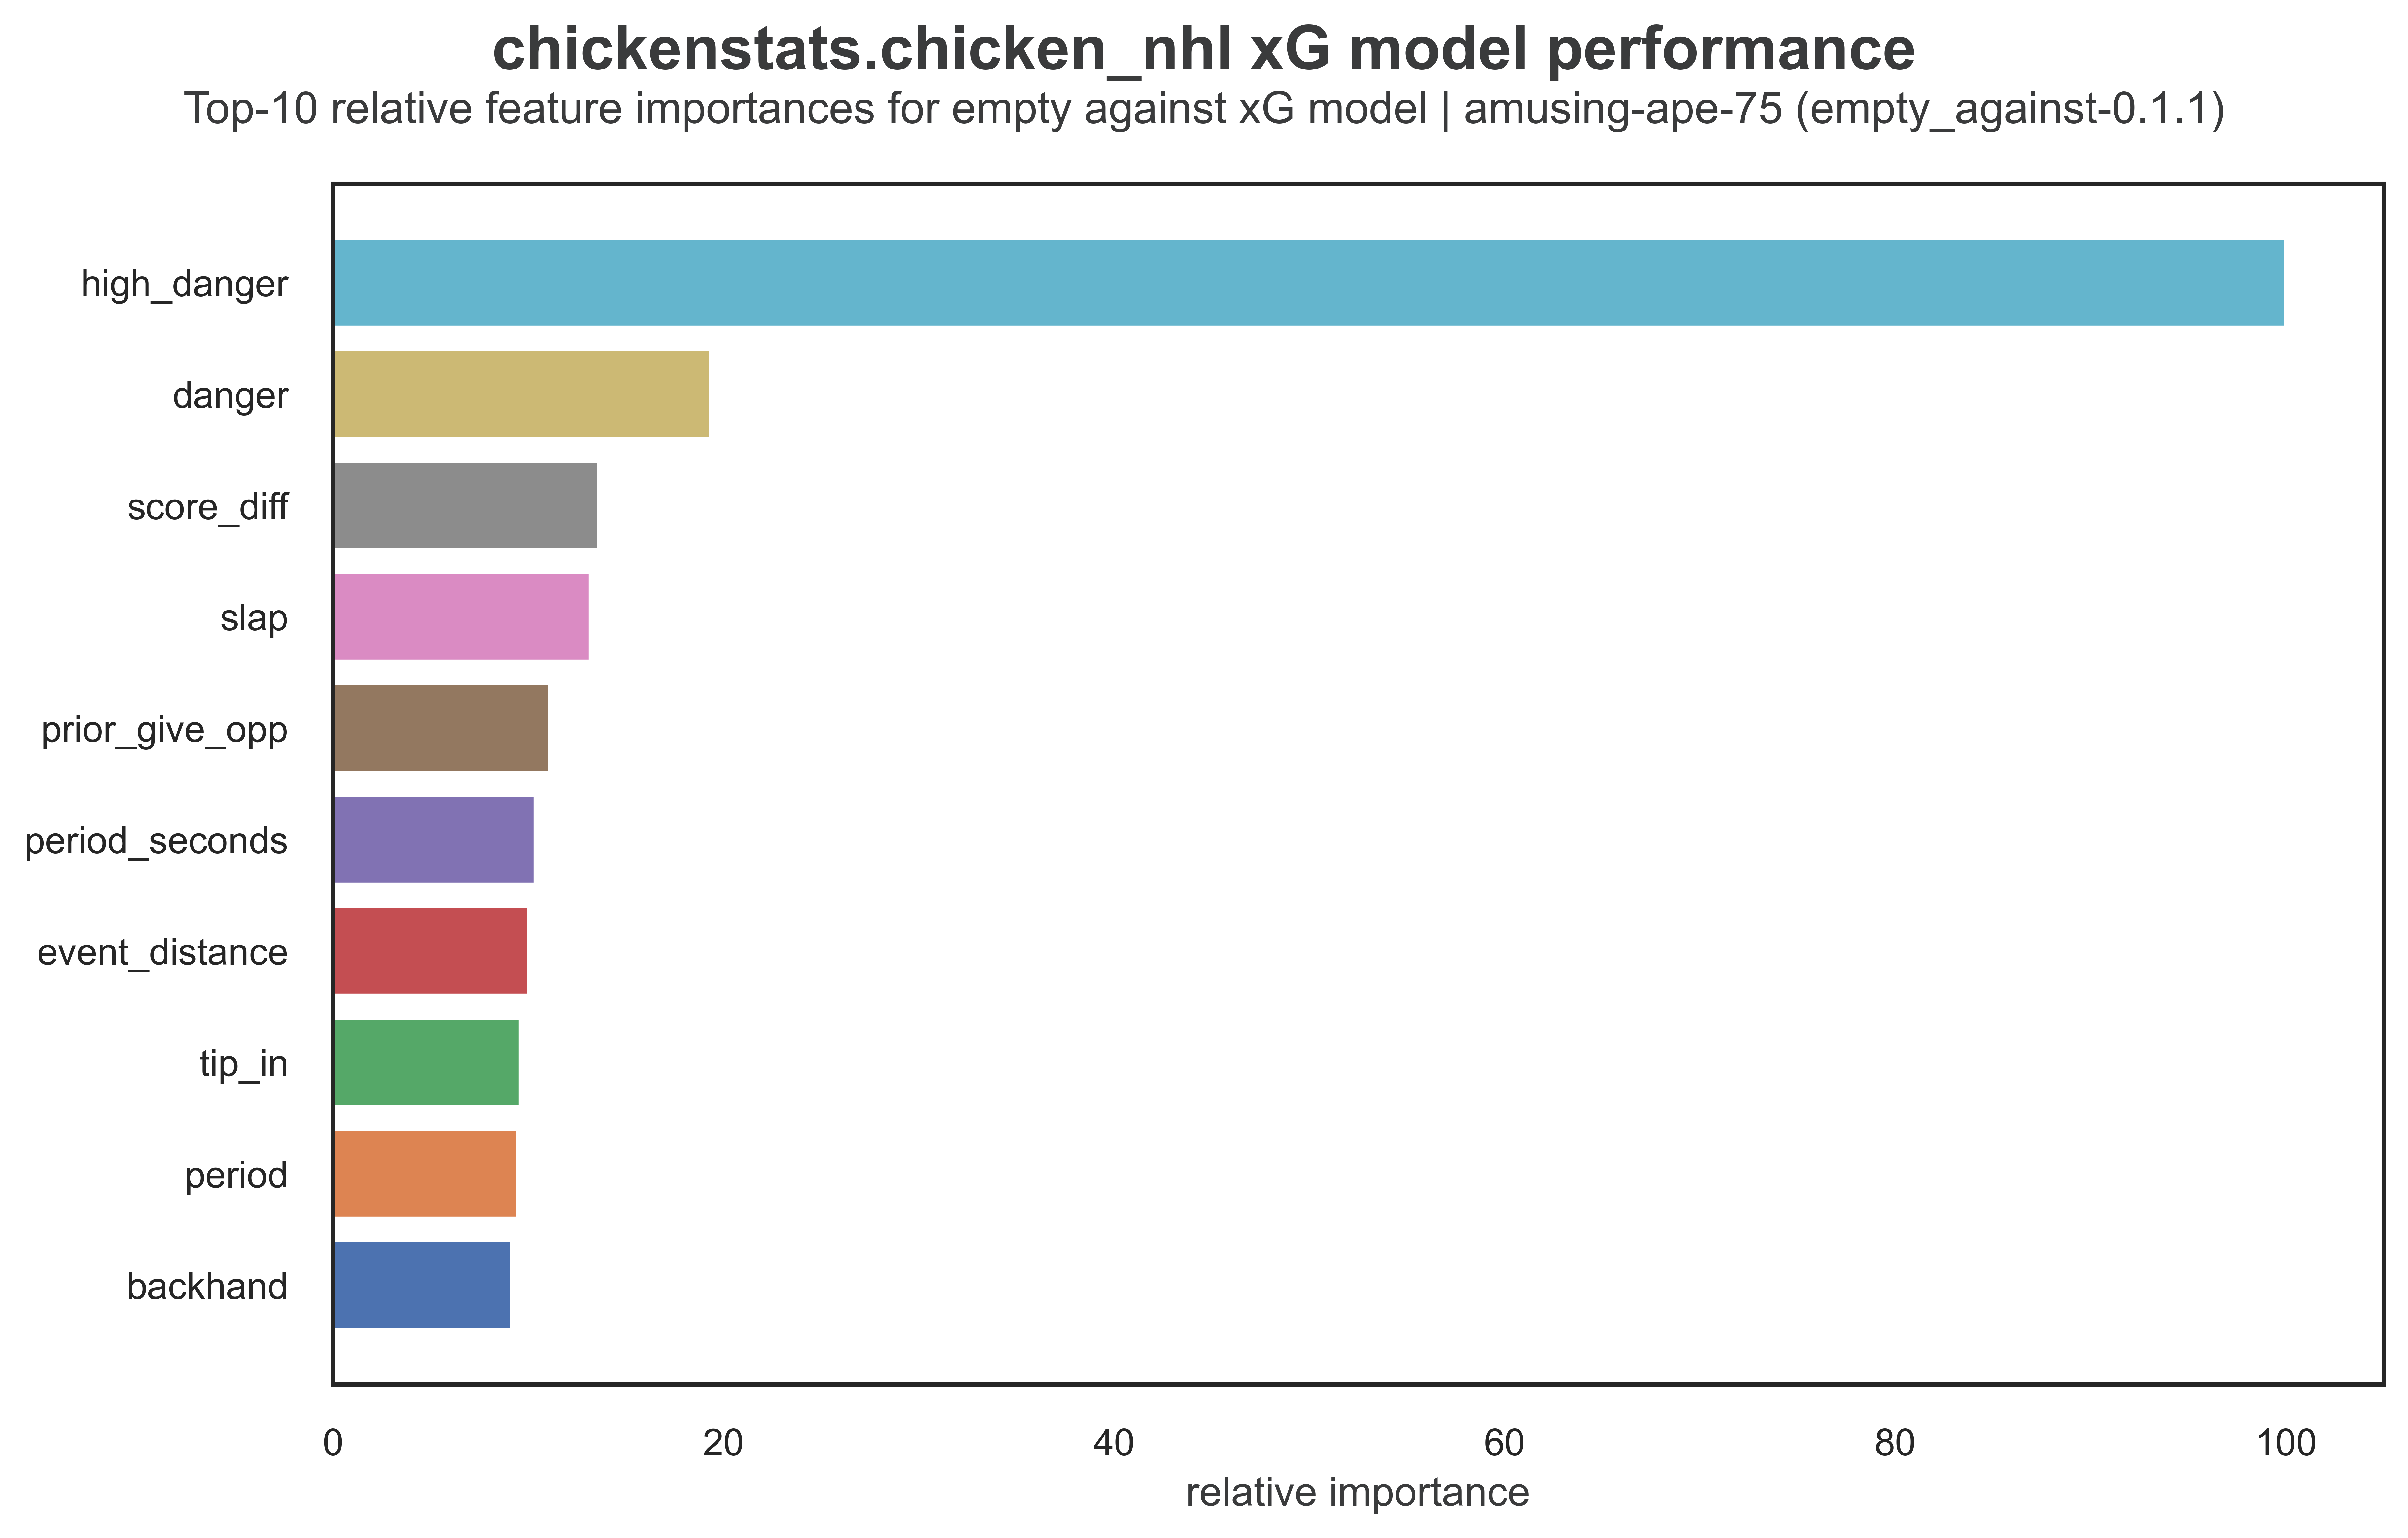 chickenstats.chicken_nhl xG model performance
Top-10 relative feature importances for empty against xG model | amusing-ape-75 (empty_against-0.1.1)
high_danger
danger
score_diff
slap
prior_give_opp
period_seconds
event_distance
tip_in
period
backhand
0 20 40 60 80 100
relative importance